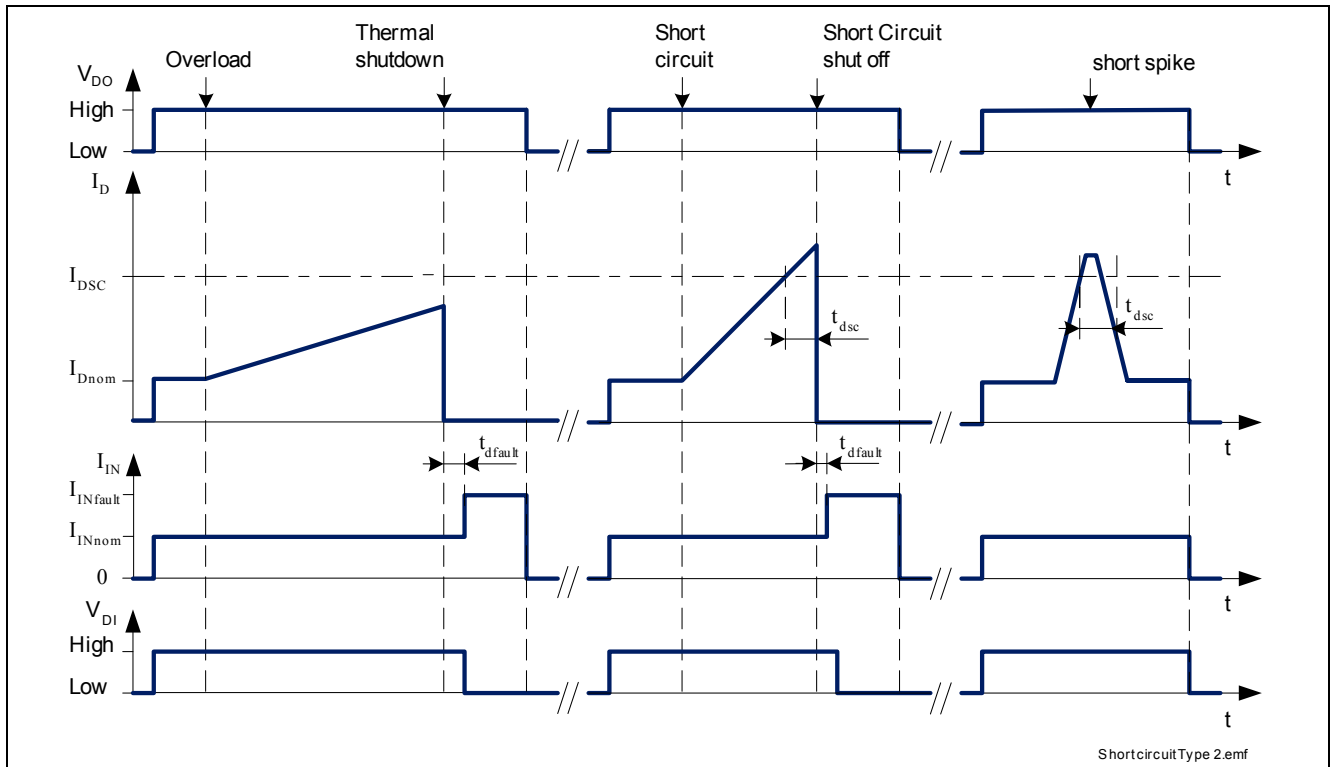 Overload
Thermal
shutdown
Short
circuit
Short Circuit
shut off
short spike
V_DO
High
Low
t
I_D
I_DSC
I_Dnom
t_dsc
t_dsc
t
I_IN
I_INfault
I_INnom
0
t_dfault
t_dfault
t
V_DI
High
Low
t
ShortcircuitType 2.emf